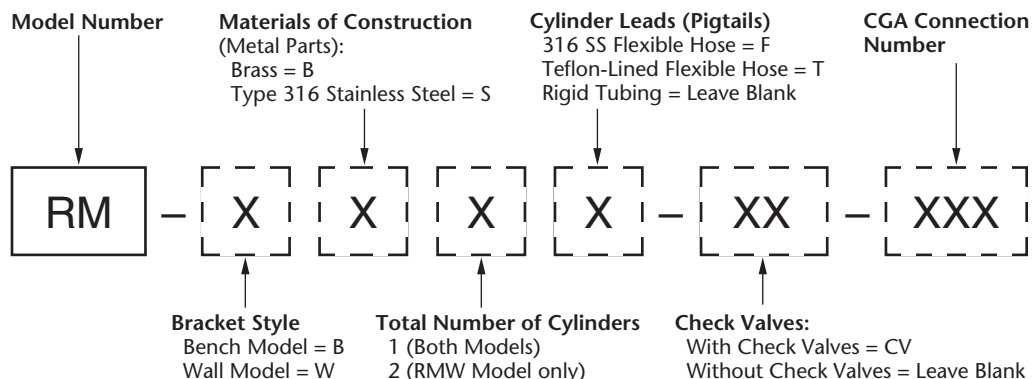 Model Number
Materials of Construction
(Metal Parts):
Brass = B
Type 316 Stainless Steel = S
Cylinder Leads (Pigtails)
316 SS Flexible Hose = F
Teflon-Lined Flexible Hose = T
Rigid Tubing = Leave Blank
CGA Connection
Number
RM – X X X X – XX – XXX
Bracket Style
Bench Model = B
Wall Model = W
Total Number of Cylinders
1 (Both Models)
2 (RMW Model only)
Check Valves:
With Check Valves = CV
Without Check Valves = Leave Blank